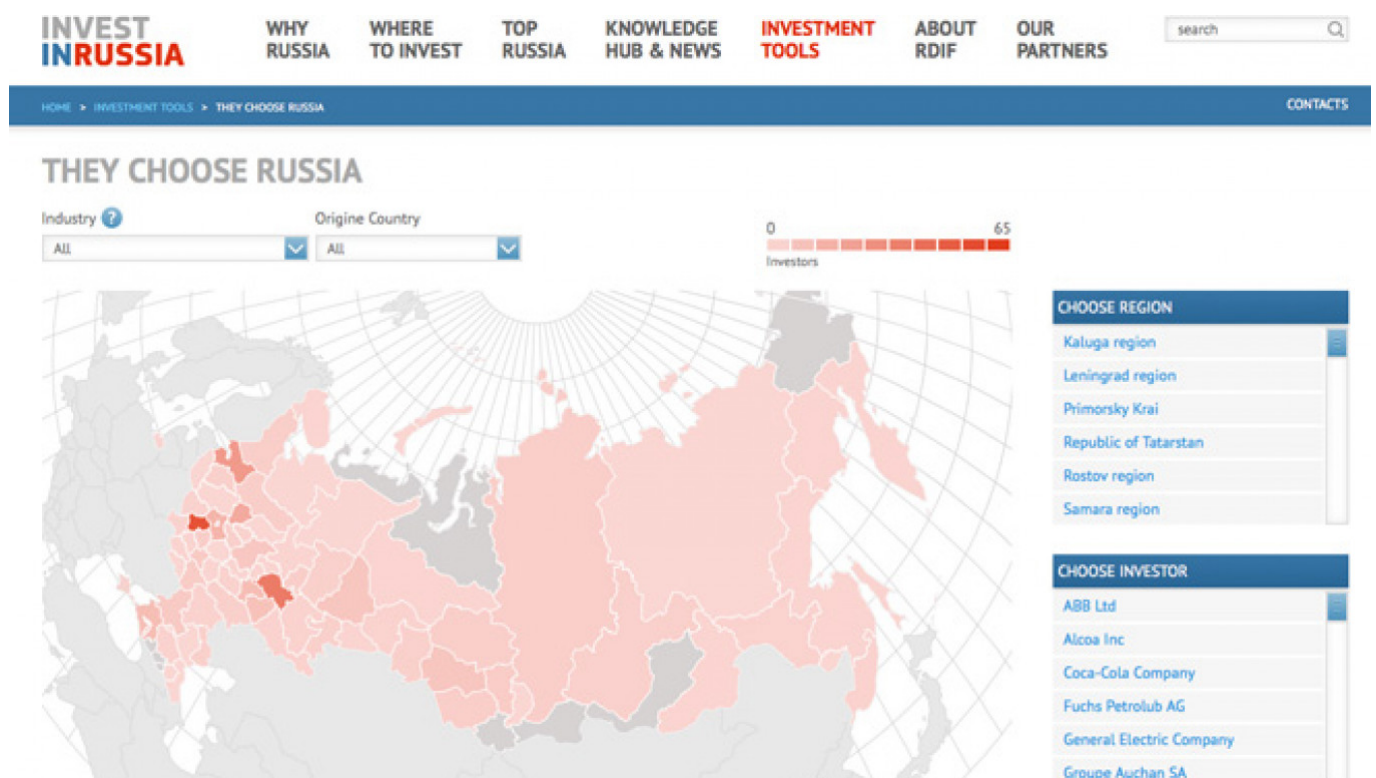 INVEST
INRUSSIA
WHY
RUSSIA
WHERE
TO INVEST
TOP
RUSSIA
KNOWLEDGE
HUB & NEWS
INVESTMENT
TOOLS
ABOUT
RDIF
OUR
PARTNERS
search
HOME > INVESTMENT TOOLS > THEY CHOOSE RUSSIA
CONTACTS
THEY CHOOSE RUSSIA
Industry ?
Origine Country
All
All
0 65
Investors
CHOOSE REGION
Kaluga region
Leningrad region
Primorsky Krai
Republic of Tatarstan
Rostov region
Samara region
CHOOSE INVESTOR
ABB Ltd
Alcoa Inc
Coca-Cola Company
Fuchs Petrolub AG
General Electric Company
Groupe Auchan SA